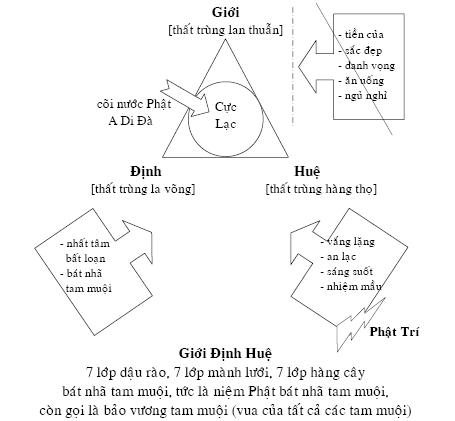 Giới
[thất trùng lan thuẫn]
- tiền của
- sắc đẹp
- danh vọng
- ăn uống
- ngủ nghỉ
cõi nước Phật
A Di Đà
Cực
Lạc
Định
[thất trùng la võng]
Huệ
[thất trùng hàng thọ]
- nhất tâm
bất loạn
- bát nhã
tam muội
- vắng lặng
- an lạc
- sáng suốt
- nhiệm mầu
Phật Trí
Giới Định Huệ
7 lớp dậu rào, 7 lớp mành lưới, 7 lớp hàng cây
bát nhã tam muội, tức là niệm Phật bát nhã tam muội,
còn gọi là bảo vương tam muội (vua của tất cả các tam muội)